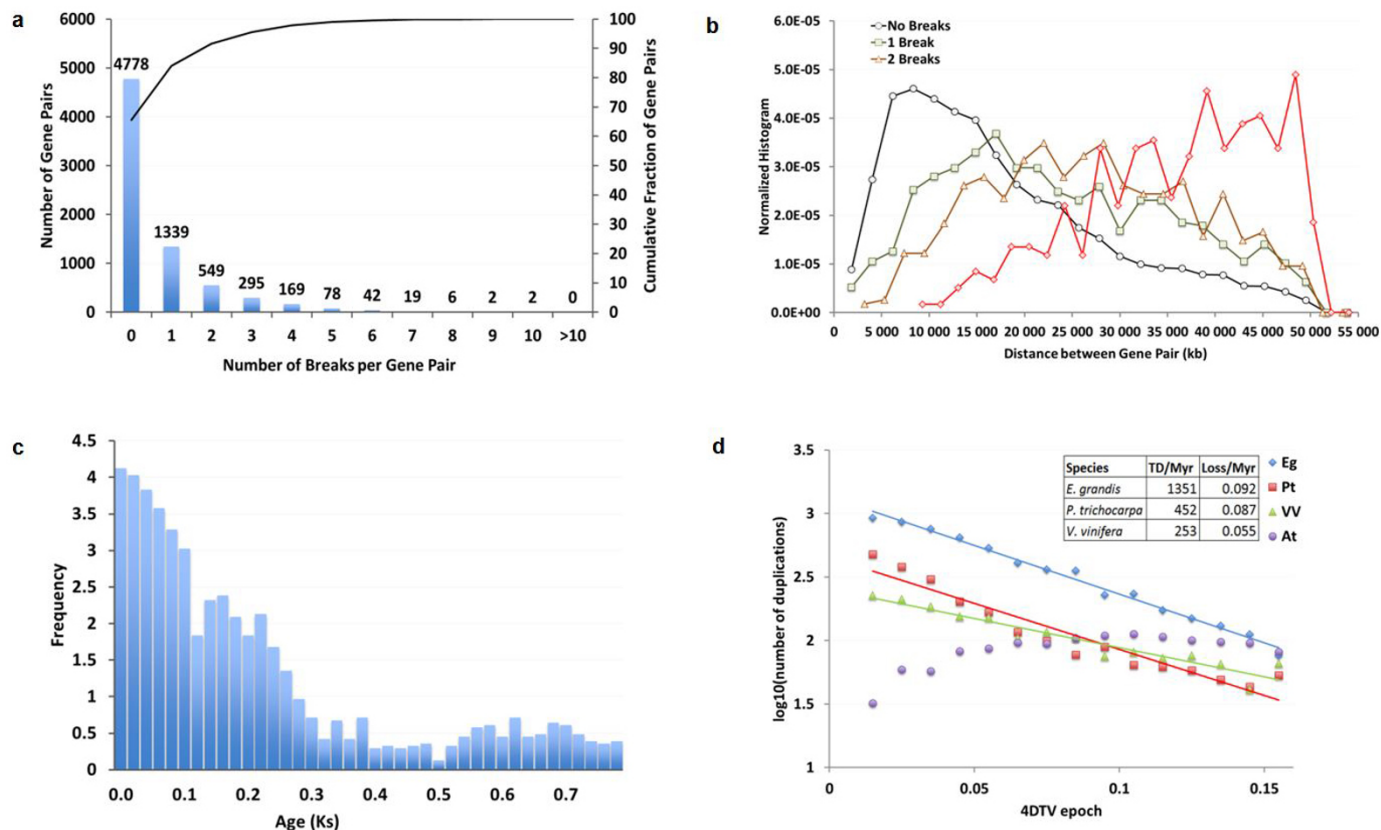 a
6000
5000
4000
3000
2000
1000
0
Number of Gene Pairs
4778
1339
549
295
169
78
42
19
6
2
2
0
0 1 2 3 4 5 6 7 8 9 10 >10
Number of Breaks per Gene Pair
100
90
80
70
60
50
40
30
20
10
0
Cumulative Fraction of Gene Pairs
b
6.0E-05
5.0E-05
4.0E-05
3.0E-05
2.0E-05
1.0E-05
0.0E+00
Normalized Histogram
No Breaks
1 Break
2 Breaks
0 5 000 10 000 15 000 20 000 25 000 30 000 35 000 40 000 45 000 50 000 55 000
Distance between Gene Pair (kb)
c
4.5
4
3.5
3
2.5
2
1.5
1
0.5
0
Frequency
0.0 0.1 0.2 0.3 0.4 0.5 0.6 0.7
Age (Ks)
d
3.5
3
2.5
2
1.5
1
log10(number of duplications)
Species TD/Myr Loss/Myr
E. grandis 1351 0.092
P. trichocarpa 452 0.087
V. vinifera 253 0.055
Eg
Pt
VV
At
0 0.05 0.1 0.15
4DTV epoch